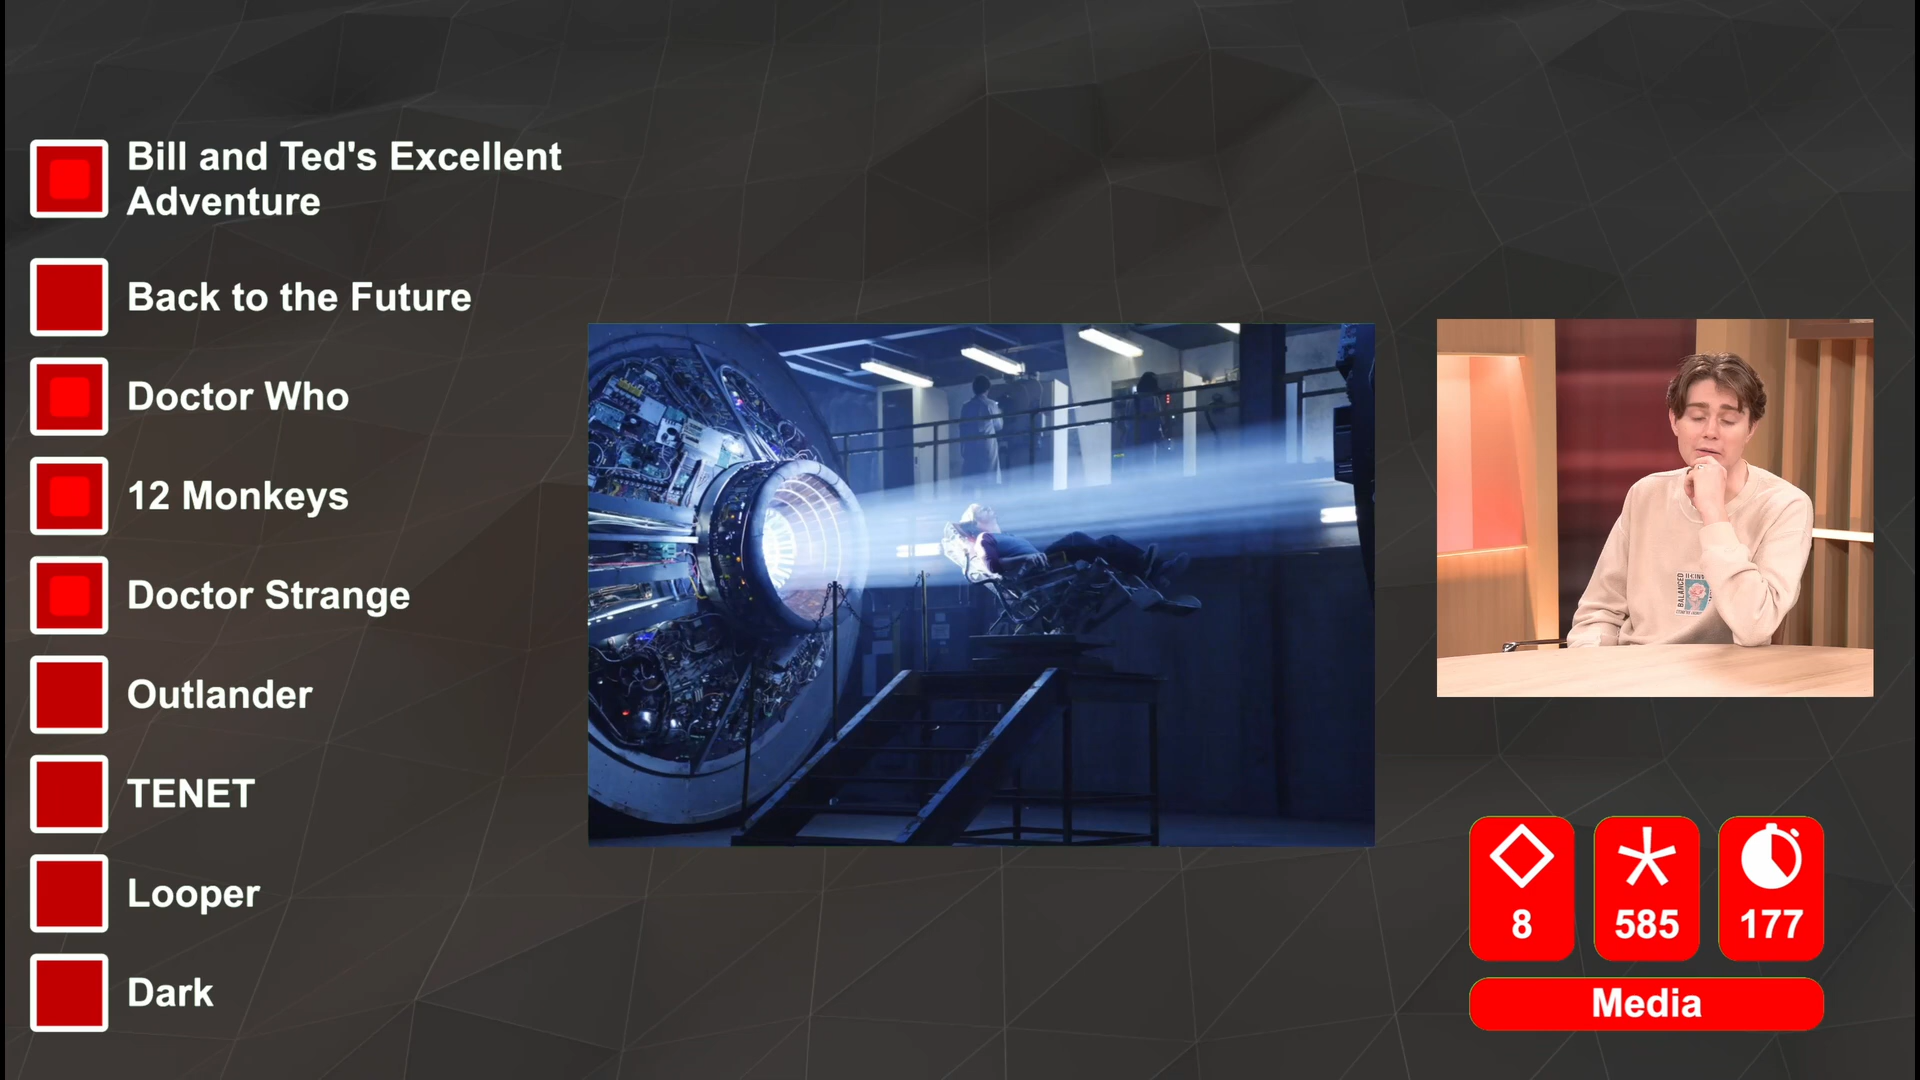 Bill and Ted's Excellent
Adventure
Back to the Future
Doctor Who
12 Monkeys
Doctor Strange
Outlander
TENET
Looper
Dark
BALANCED
8
585
177
Media